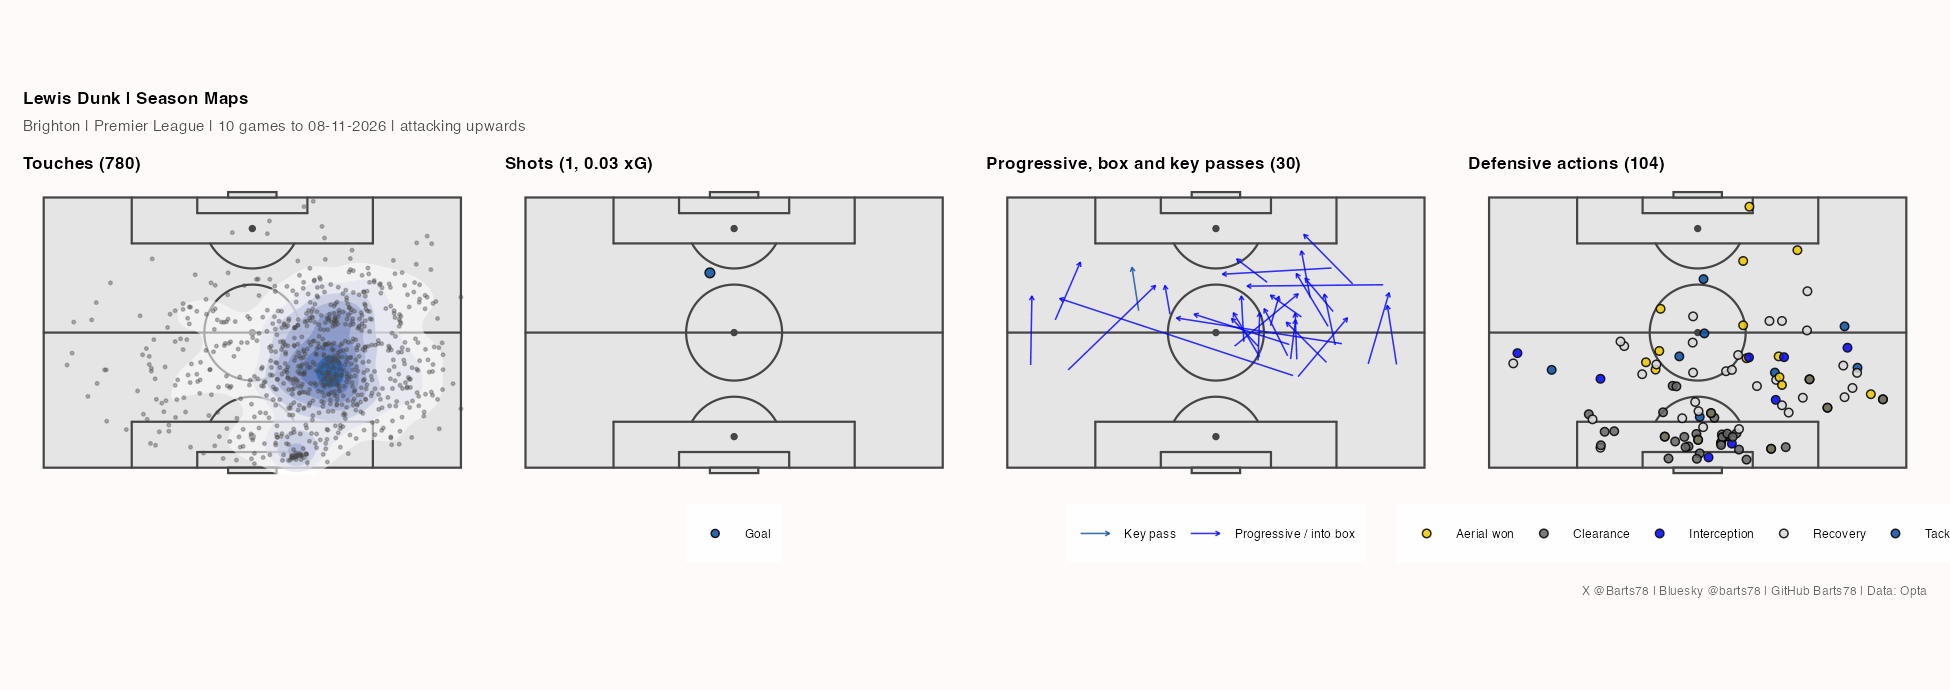 Lewis Dunk | Season Maps
Brighton | Premier League | 10 games to 08-11-2026 | attacking upwards
Touches (780)
Shots (1, 0.03 xG)
Progressive, box and key passes (30)
Defensive actions (104)
Goal
Key pass
Progressive / into box
Aerial won
Clearance
Interception
Recovery
Tack
X @Barts78 | Bluesky @barts78 | GitHub Barts78 | Data: Opta